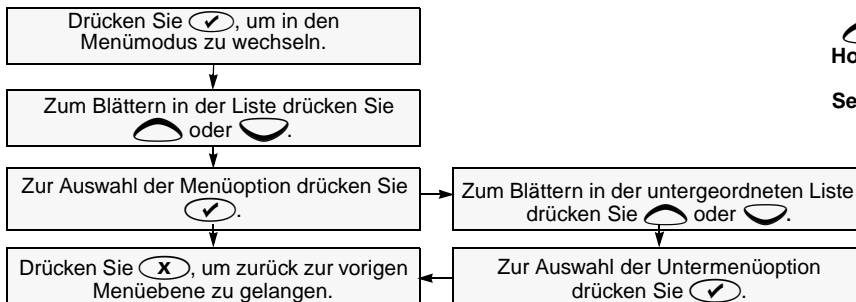 Drücken Sie ✔, um in den
Menümodus zu wechseln.
Zum Blättern in der Liste drücken Sie
oder .
Zur Auswahl der Menüoption drücken Sie
✔.
Zum Blättern in der untergeordneten Liste
drücken Sie oder .
Drücken Sie X, um zurück zur vorigen
Menüebene zu gelangen.
Zur Auswahl der Untermenüoption
drücken Sie ✔.
Ho
Se